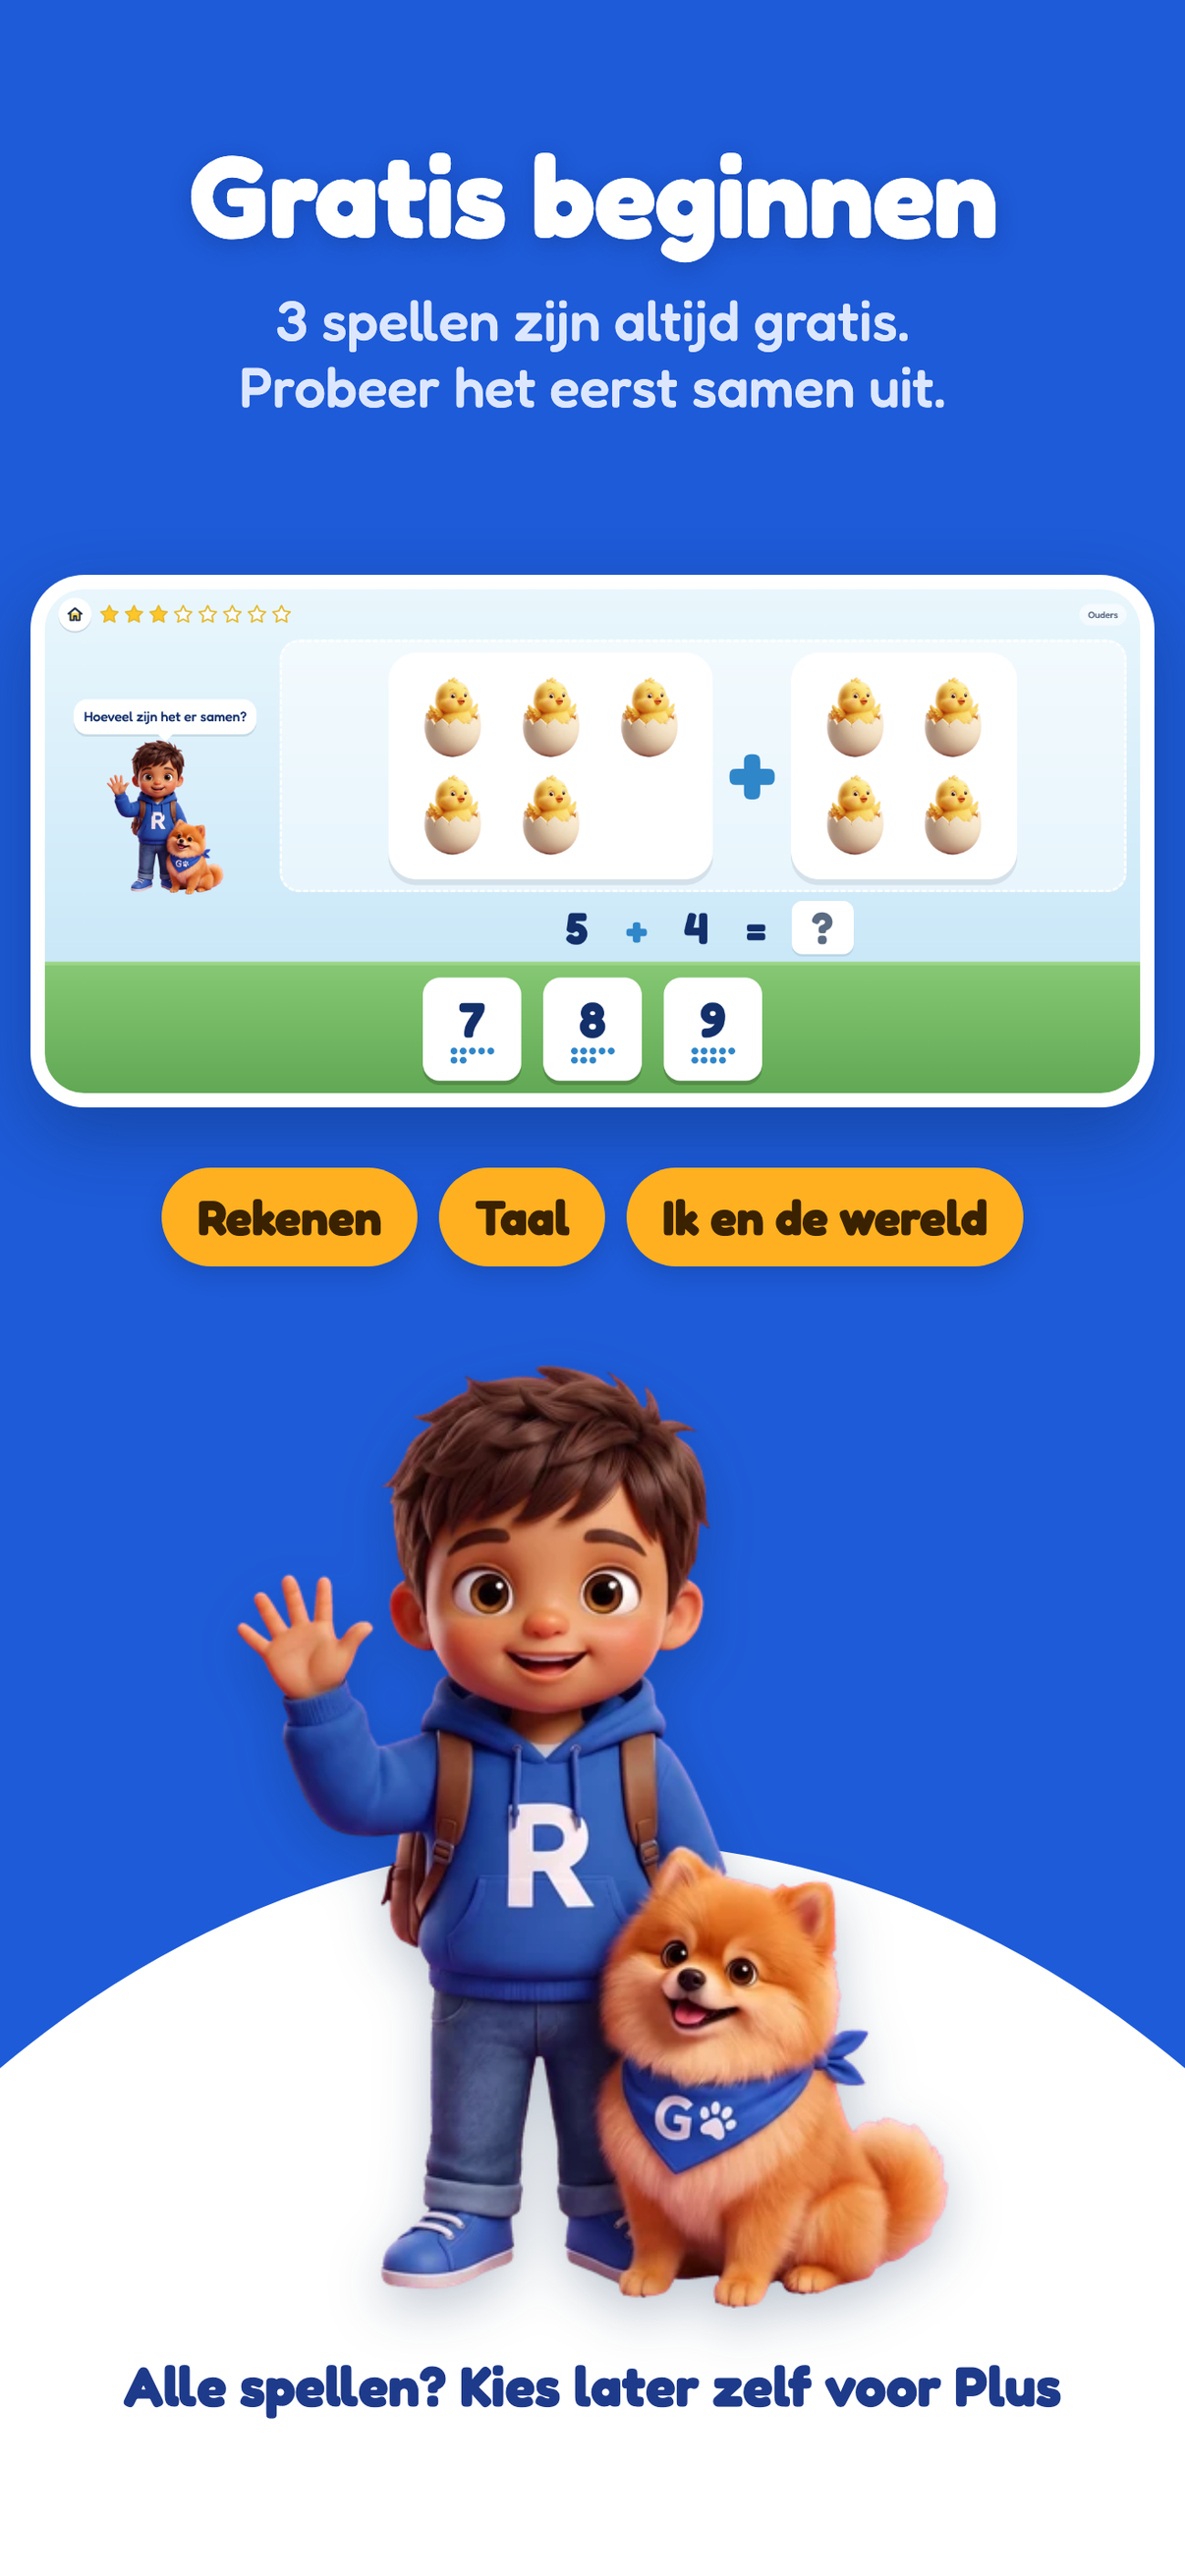 Gratis beginnen
3 spellen zijn altijd gratis.
Probeer het eerst samen uit.
Ouders
Hoeveel zijn het er samen?
R
G
5 + 4 = ?
7 8 9
Rekenen Taal Ik en de wereld
R
G
Alle spellen? Kies later zelf voor Plus